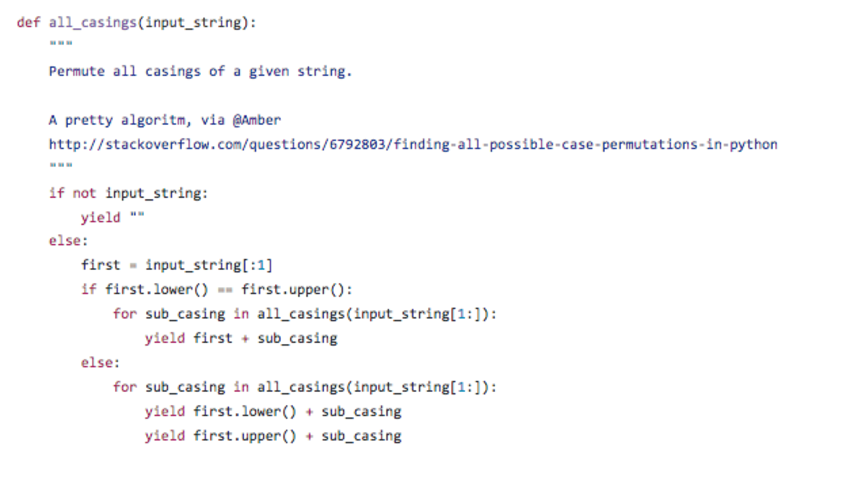 def all_casings(input_string):
    """
    Permute all casings of a given string.

    A pretty algoritm, via @Amber
    http://stackoverflow.com/questions/6792803/finding-all-possible-case-permutations-in-python
    """
    if not input_string:
        yield ""
    else:
        first = input_string[:1]
        if first.lower() == first.upper():
            for sub_casing in all_casings(input_string[1:]):
                yield first + sub_casing
        else:
            for sub_casing in all_casings(input_string[1:]):
                yield first.lower() + sub_casing
                yield first.upper() + sub_casing